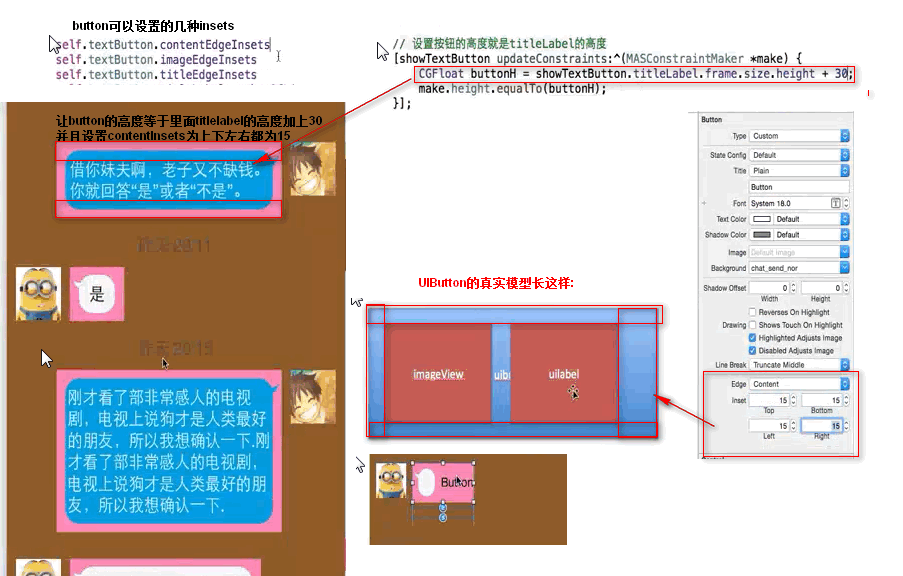 button可以设置的几种insets
self.textButton.contentEdgeInsets
self.textButton.imageEdgeInsets
self.textButton.titleEdgeInsets
// 设置按钮的高度就是titleLabel的高度
[showTextButton updateConstraints:^(MASConstraintMaker *make) {
CGFloat buttonH = showTextButton.titleLabel.frame.size.height + 30;
make.height.equalTo(buttonH);
}];
让button的高度等于里面titlelabel的高度加上30
并且设置contentInsets为上下左右都为15
借你妹夫啊，老子又不缺钱。
你就回答“是”或者“不是”。
昨天 20:11
是
昨天 20:15
刚才看了部非常感人的电视
剧，电视上说狗才是人类最好
的朋友，所以我想确认一下.刚
才看了部非常感人的电视剧，
电视上说狗才是人类最好的朋
友，所以我想确认一下.
UIButton的真实模型长这样:
imageView
uib
uilabel
Button
Button
Type Custom
State Config Default
Title Plain
Button
Font System 18.0
Text Color Default
Shadow Color Default
Image Default Image
Background chat_send_nor
Shadow Offset 0 0
Width Height
Reverses On Highlight
Drawing Shows Touch On Highlight
Highlighted Adjusts Image
Disabled Adjusts Image
Line Break Truncate Middle
Edge Content
Inset 15 15
Top Bottom
15 15
Left Right